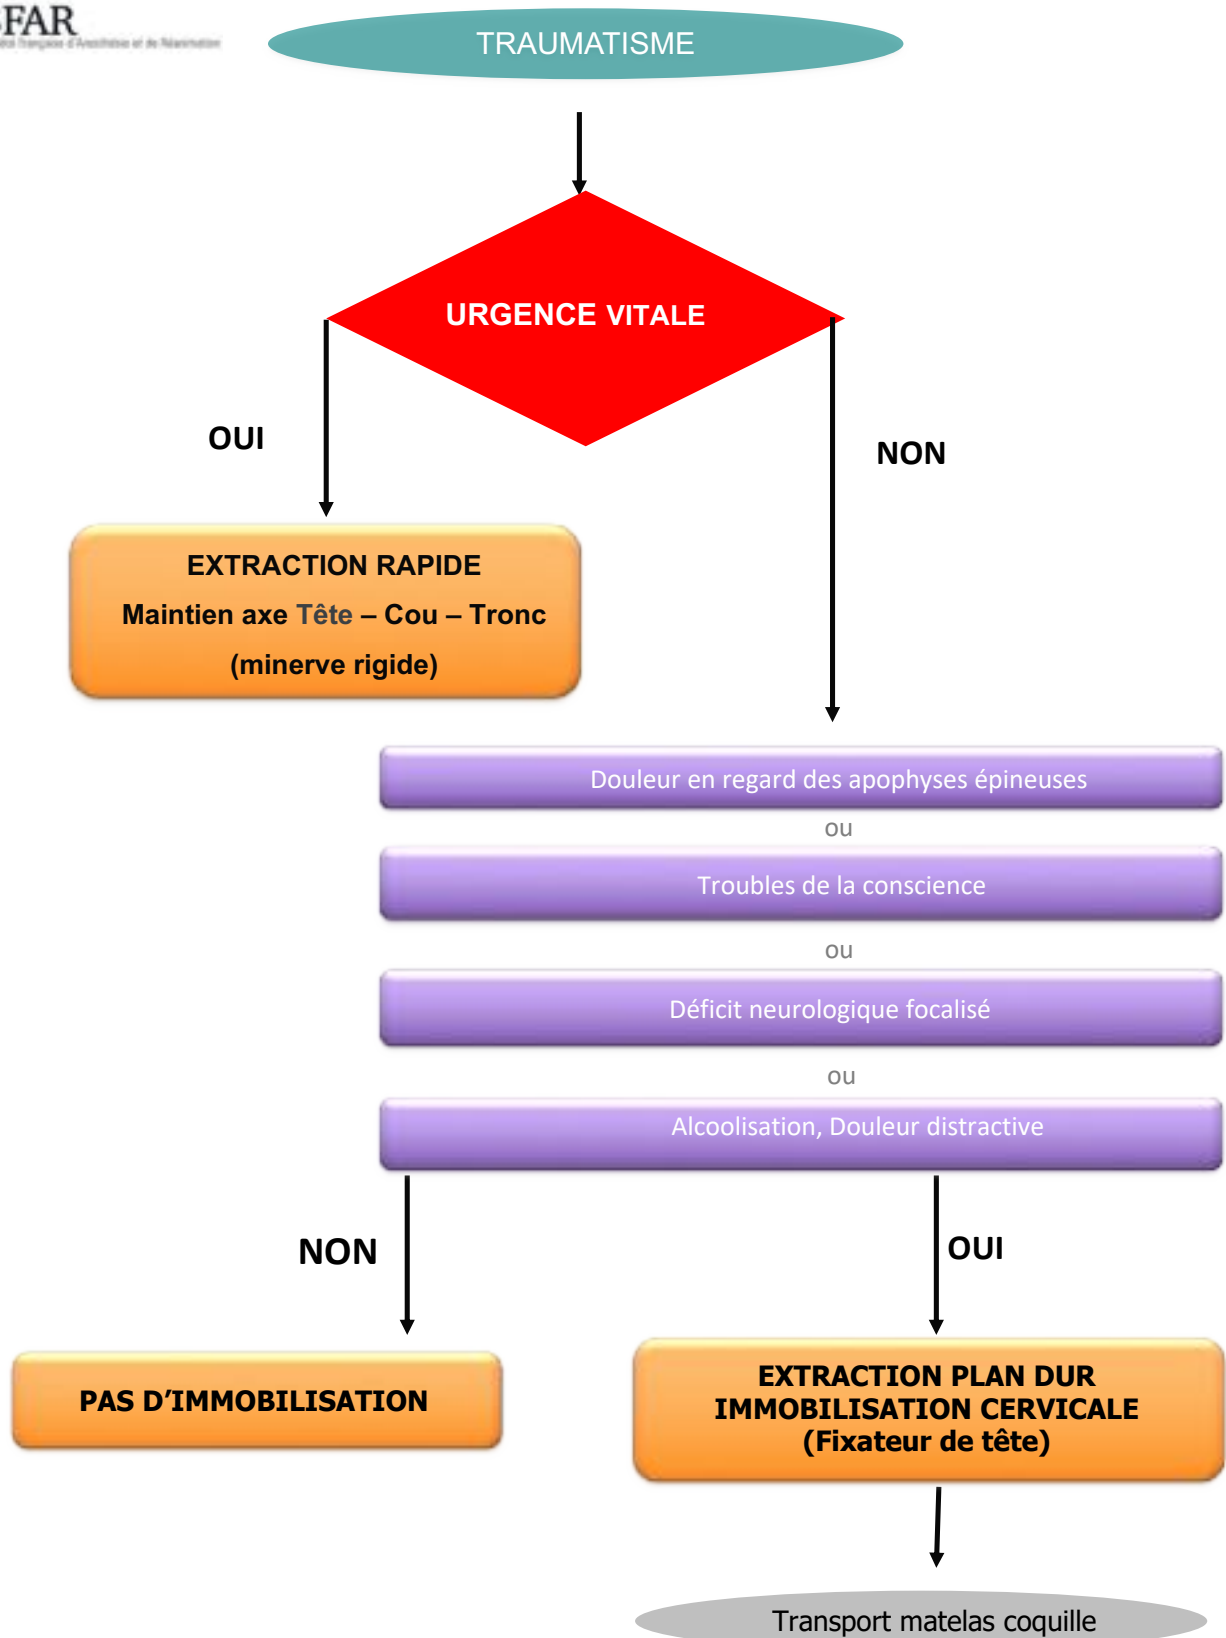 FAR
TRAUMATISME
URGENCE VITALE
OUI
NON
EXTRACTION RAPIDE
Maintien axe Tête – Cou – Tronc
(minerve rigide)
Douleur en regard des apophyses épineuses
ou
Troubles de la conscience
ou
Déficit neurologique focalisé
ou
Alcoolisation, Douleur distractive
NON
OUI
PAS D’IMMOBILISATION
EXTRACTION PLAN DUR
IMMOBILISATION CERVICALE
(Fixateur de tête)
Transport matelas coquille